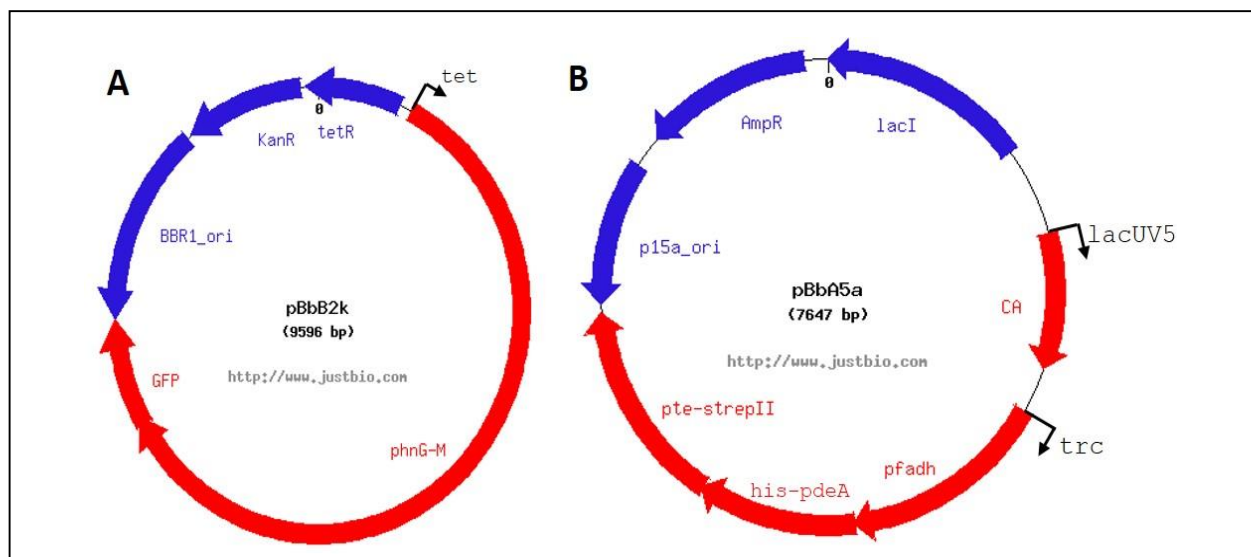 A
tet
0
KanR
tetR
BBR1_ori
pBbB2k
(9596 bp)
http://www.justbio.com
GFP
phnG-M
B
0
AmpR
lacI
lacUV5
p15a_ori
CA
pBbA5a
(7647 bp)
http://www.justbio.com
pte-strepII
trc
pfadh
his-pdeA